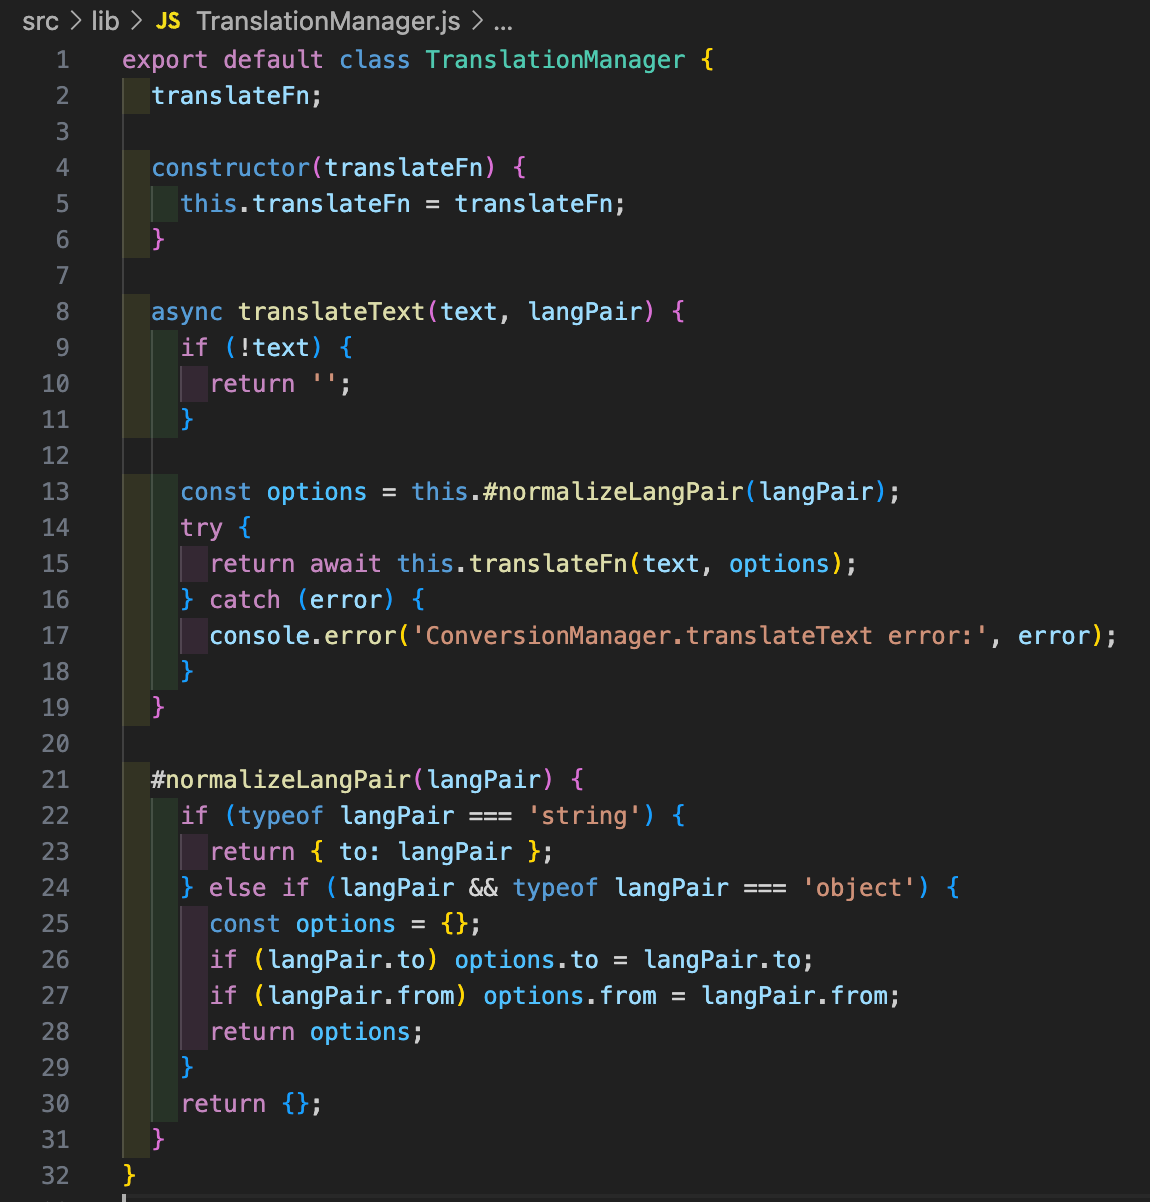 src > lib > JS TranslationManager.js > ...
1 export default class TranslationManager {
2   translateFn;
3
4   constructor(translateFn) {
5     this.translateFn = translateFn;
6   }
7
8   async translateText(text, langPair) {
9     if (!text) {
10       return '';
11     }
12
13     const options = this.#normalizeLangPair(langPair);
14     try {
15       return await this.translateFn(text, options);
16     } catch (error) {
17       console.error('ConversionManager.translateText error:', error);
18     }
19   }
20
21   #normalizeLangPair(langPair) {
22     if (typeof langPair === 'string') {
23       return { to: langPair };
24     } else if (langPair && typeof langPair === 'object') {
25       const options = {};
26       if (langPair.to) options.to = langPair.to;
27       if (langPair.from) options.from = langPair.from;
28       return options;
29     }
30     return {};
31   }
32 }